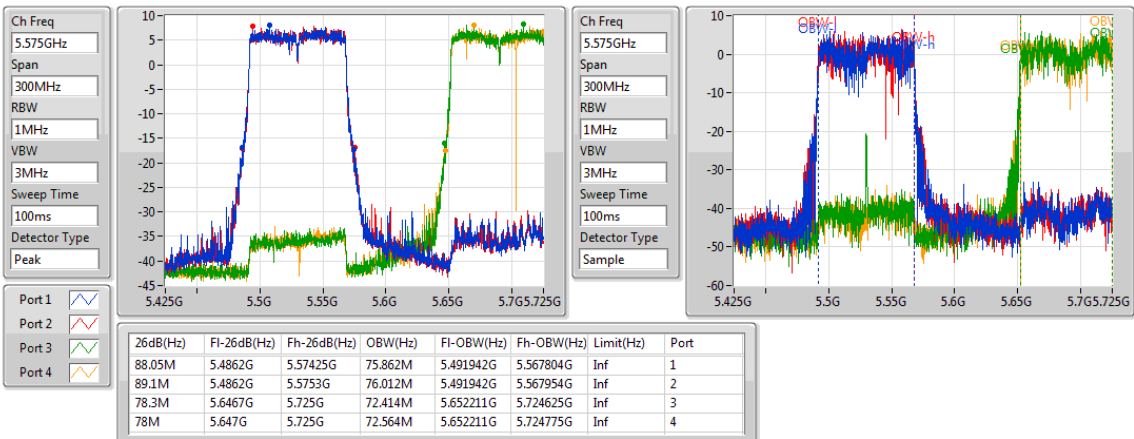 Ch Freq
5.575GHz
Span
300MHz
RBW
1MHz
VBW
3MHz
Sweep Time
100ms
Detector Type
Peak
10
5
0
-5
-10
-15
-20
-25
-30
-35
-40
-45
5.425G 5.5G 5.55G 5.6G 5.65G 5.7G 5.725G
Ch Freq
5.575GHz
Span
300MHz
RBW
1MHz
VBW
3MHz
Sweep Time
100ms
Detector Type
Sample
10
0
-10
-20
-30
-40
-50
-60
5.425G 5.5G 5.55G 5.6G 5.65G 5.7G 5.725G
OBW-l
OBW-h
Port 1
Port 2
Port 3
Port 4
26dB(Hz) Fl-26dB(Hz) Fh-26dB(Hz) OBW(Hz) Fl-OBW(Hz) Fh-OBW(Hz) Limit(Hz) Port
88.05M 5.4862G 5.57425G 75.862M 5.491942G 5.567804G Inf 1
89.1M 5.4862G 5.5753G 76.012M 5.491942G 5.567954G Inf 2
78.3M 5.6467G 5.725G 72.414M 5.652211G 5.724625G Inf 3
78M 5.647G 5.725G 72.564M 5.652211G 5.724775G Inf 4